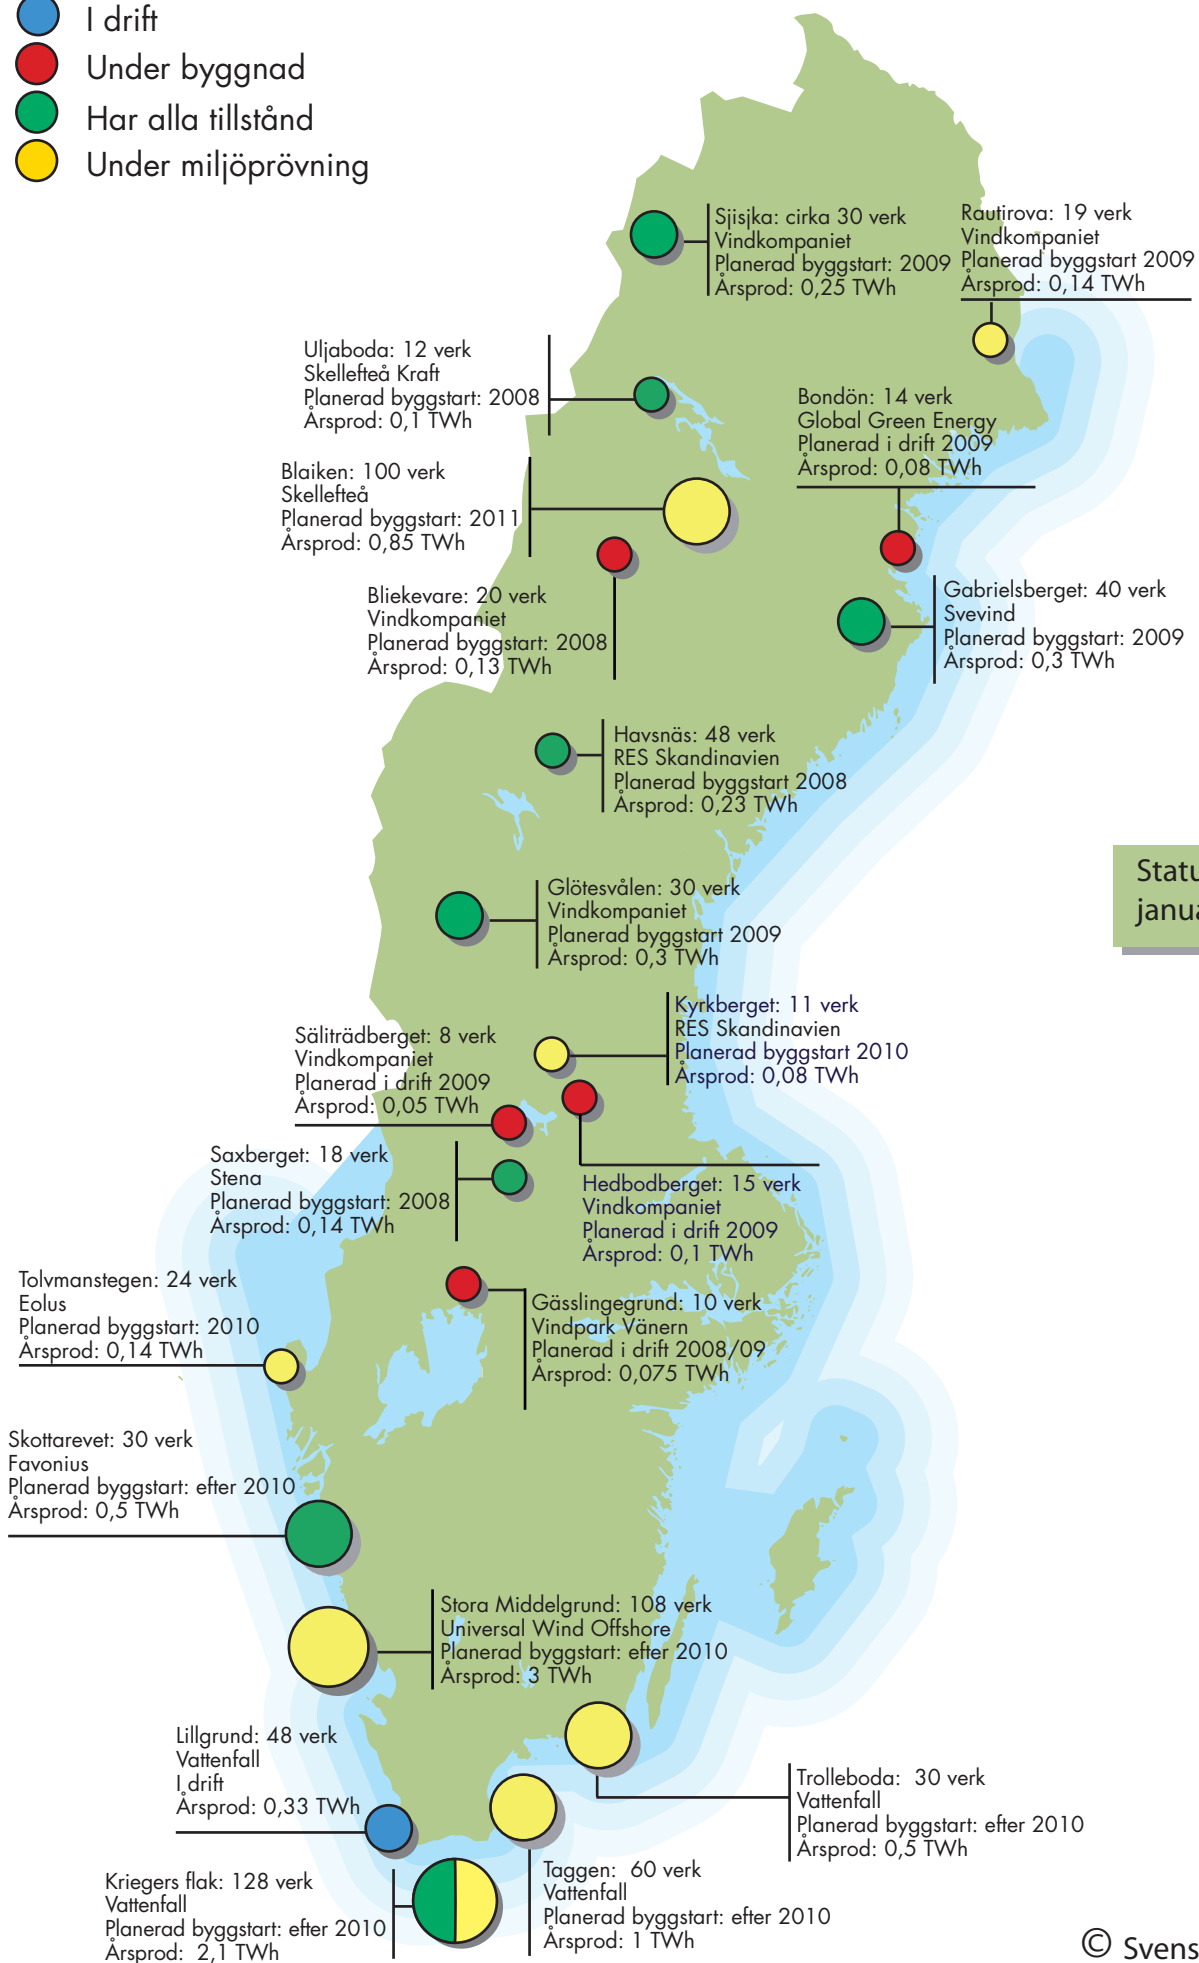 I drift
Under byggnad
Har alla tillstånd
Under miljöprövning
Sjisjka: cirka 30 verk
Vindkompaniet
Planerad byggstart: 2009
Årsprod: 0,25 TWh
Rautirova: 19 verk
Vindkompaniet
Planerad byggstart 2009
Årsprod: 0,14 TWh
Uljaboda: 12 verk
Skellefteå Kraft
Planerad byggstart: 2008
Årsprod: 0,1 TWh
Bondön: 14 verk
Global Green Energy
Planerad i drift 2009
Årsprod: 0,08 TWh
Blaiken: 100 verk
Skellefteå
Planerad byggstart: 2011
Årsprod: 0,85 TWh
Bliekevare: 20 verk
Vindkompaniet
Planerad byggstart: 2008
Årsprod: 0,13 TWh
Gabrielsberget: 40 verk
Svevind
Planerad byggstart: 2009
Årsprod: 0,3 TWh
Havsnäs: 48 verk
RES Skandinavien
Planerad byggstart 2008
Årsprod: 0,23 TWh
Statu
janua
Glötesvålen: 30 verk
Vindkompaniet
Planerad byggstart 2009
Årsprod: 0,3 TWh
Kyrkberget: 11 verk
RES Skandinavien
Planerad byggstart 2010
Årsprod: 0,08 TWh
Säliträdberget: 8 verk
Vindkompaniet
Planerad i drift 2009
Årsprod: 0,05 TWh
Saxberget: 18 verk
Stena
Planerad byggstart: 2008
Årsprod: 0,14 TWh
Hedbodberget: 15 verk
Vindkompaniet
Planerad i drift 2009
Årsprod: 0,1 TWh
Tolvmanstegen: 24 verk
Eolus
Planerad byggstart: 2010
Årsprod: 0,14 TWh
Gässlingegrund: 10 verk
Vindpark Vänern
Planerad i drift 2008/09
Årsprod: 0,075 TWh
Skottarevet: 30 verk
Favonius
Planerad byggstart: efter 2010
Årsprod: 0,5 TWh
Stora Middelgrund: 108 verk
Universal Wind Offshore
Planerad byggstart: efter 2010
Årsprod: 3 TWh
Lillgrund: 48 verk
Vattenfall
I drift
Årsprod: 0,33 TWh
Trolleboda: 30 verk
Vattenfall
Planerad byggstart: efter 2010
Årsprod: 0,5 TWh
Taggen: 60 verk
Vattenfall
Planerad byggstart: efter 2010
Årsprod: 1 TWh
Kriegers flak: 128 verk
Vattenfall
Planerad byggstart: efter 2010
Årsprod: 2,1 TWh
© Svens